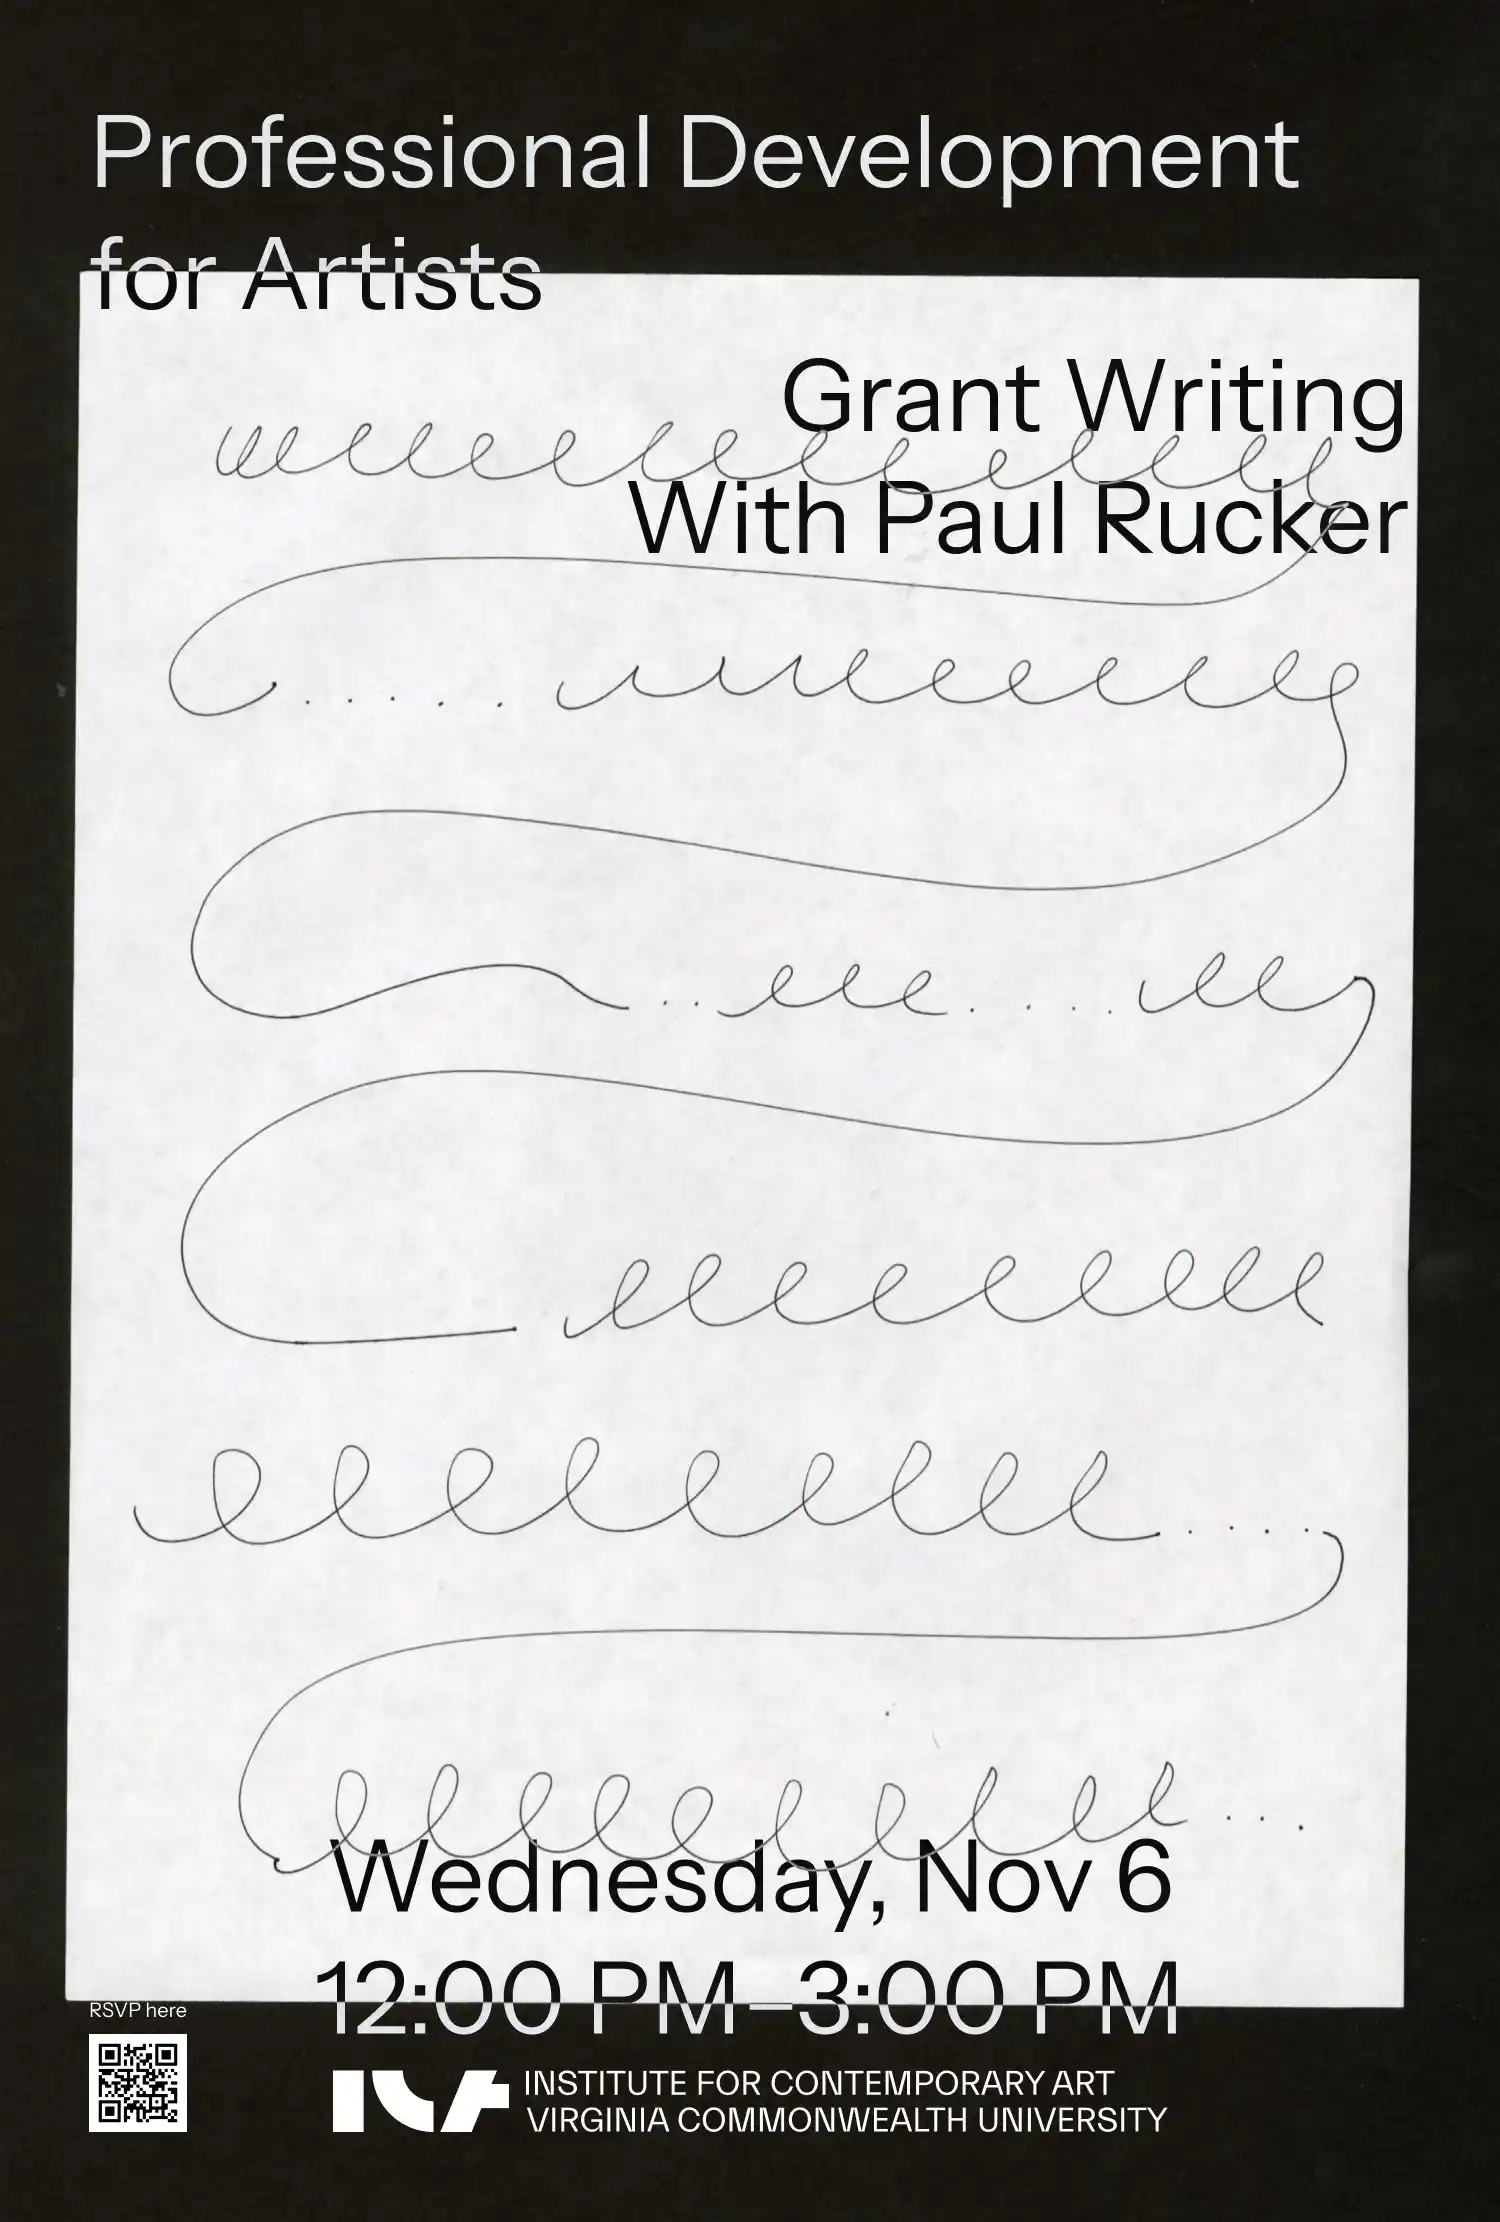 Professional Development
for Artists
Grant Writing
With Paul Rucker
Wednesday, Nov 6
12:00 PM–3:00 PM
RSVP here
ICA
INSTITUTE FOR CONTEMPORARY ART
VIRGINIA COMMONWEALTH UNIVERSITY